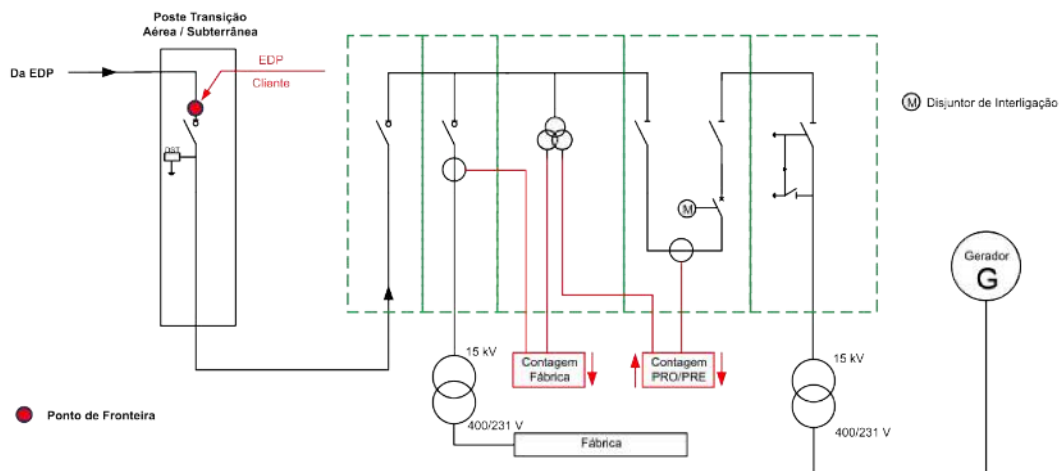 Poste Transição
Aérea / Subterrânea
Da EDP
EDP
Cliente
DST
M
Disjuntor de Interligação
M
Gerador
G
15 kV
Contagem
Fábrica
Contagem
PRO/PRE
15 kV
Ponto de Fronteira
400/231 V
Fábrica
400/231 V